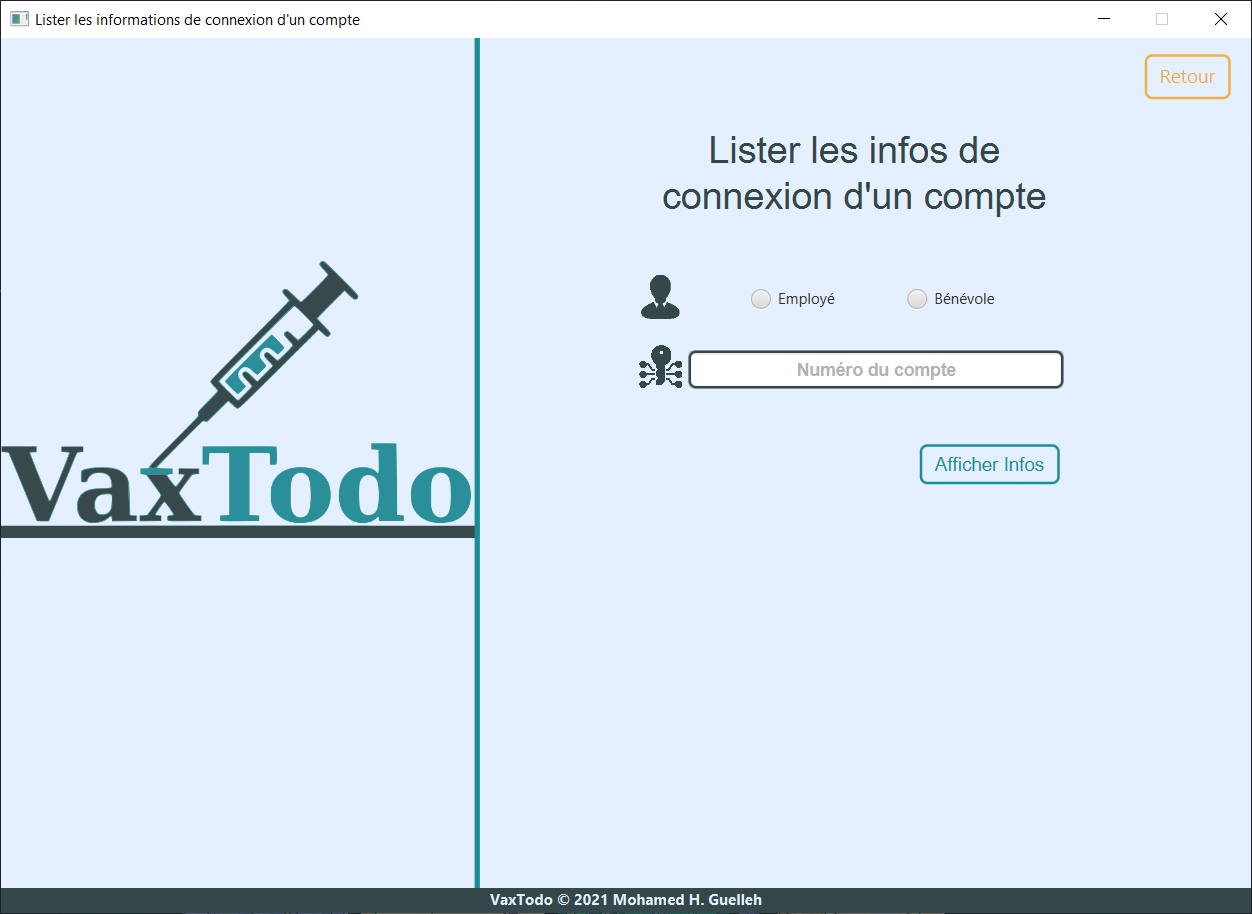 Lister les informations de connexion d'un compte
Retour
Lister les infos de
connexion d'un compte
Employé
Bénévole
Numéro du compte
Afficher Infos
VaxTodo
VaxTodo © 2021 Mohamed H. Guelleh